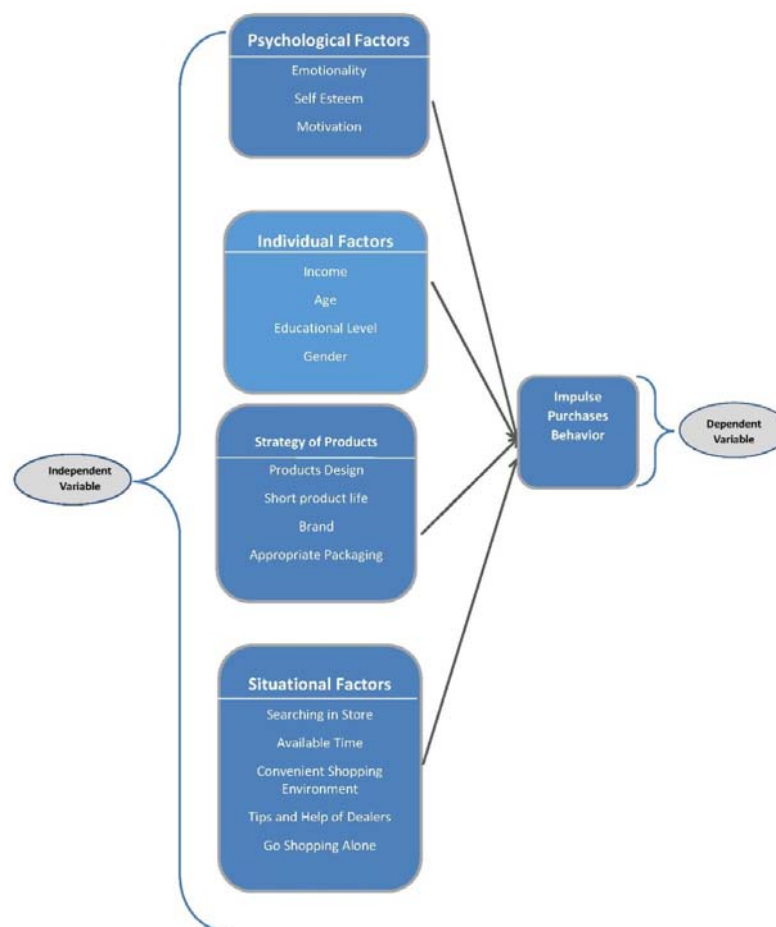 Psychological Factors
Emotionality
Self Esteem
Motivation
Individual Factors
Income
Age
Educational Level
Gender
Strategy of Products
Products Design
Short product life
Brand
Appropriate Packaging
Situational Factors
Searching in Store
Available Time
Convenient Shopping
Environment
Tips and Help of Dealers
Go Shopping Alone
Independent
Variable
Impulse
Purchases
Behavior
Dependent
Variable